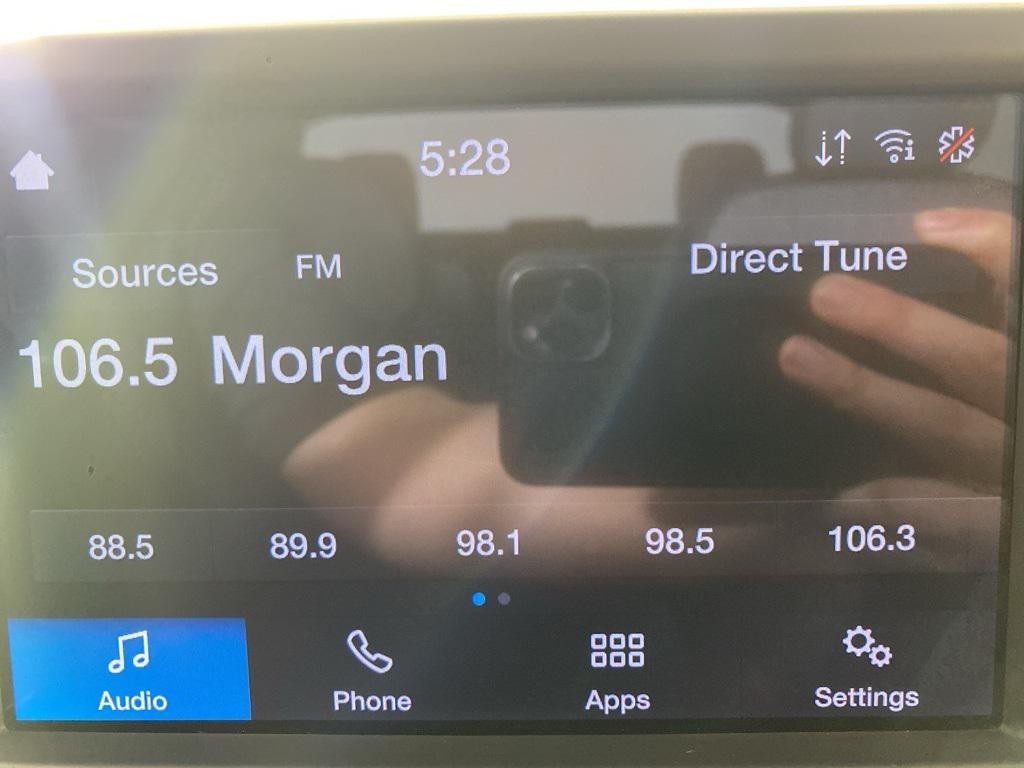 5:28
Sources FM Direct Tune
106.5 Morgan
88.5 89.9 98.1 98.5 106.3
Audio Phone Apps Settings